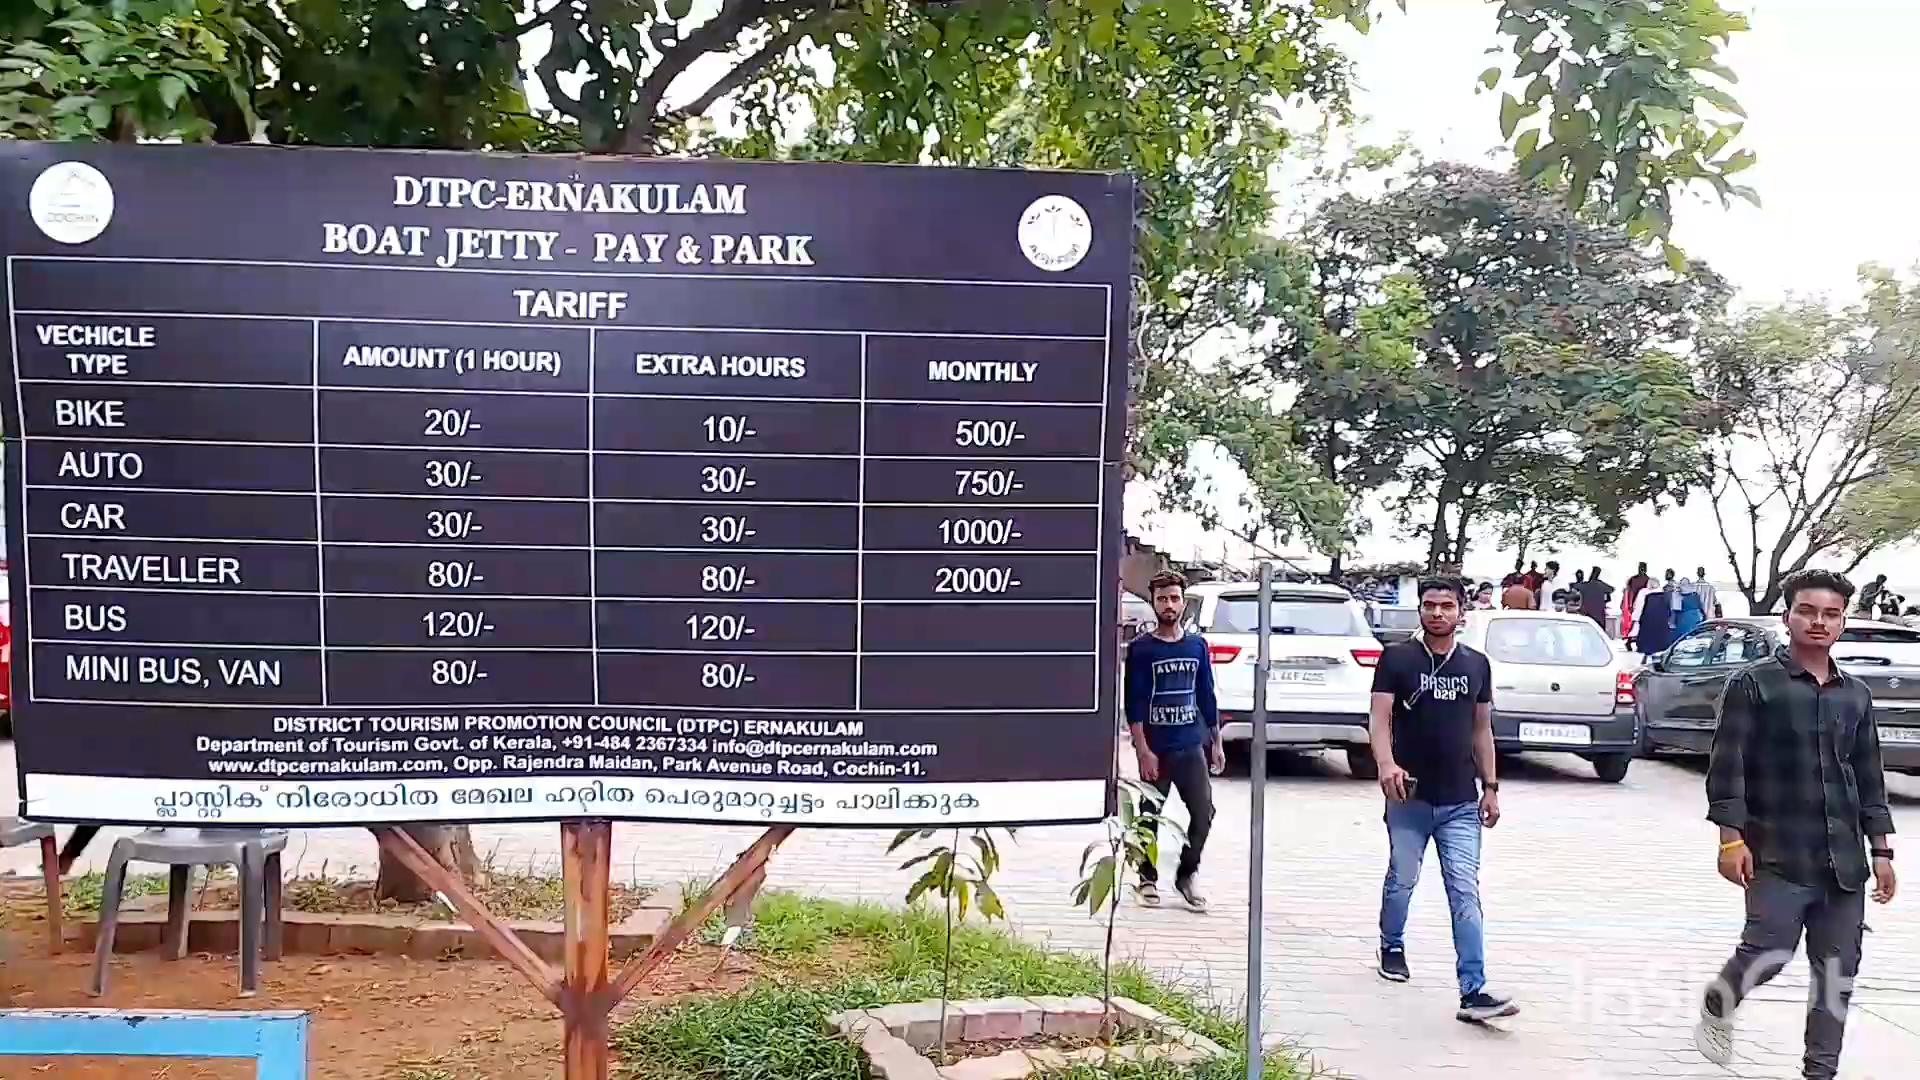 COCHIN
DTPC-ERNAKULAM
BOAT JETTY - PAY & PARK
TARIFF
VECHICLE TYPE AMOUNT (1 HOUR) EXTRA HOURS MONTHLY
BIKE 20/- 10/- 500/-
AUTO 30/- 30/- 750/-
CAR 30/- 30/- 1000/-
TRAVELLER 80/- 80/- 2000/-
BUS 120/- 120/-
MINI BUS, VAN 80/- 80/-
DISTRICT TOURISM PROMOTION COUNCIL (DTPC) ERNAKULAM
Department of Tourism Govt. of Kerala, +91-484 2367334 info@dtpcernakulam.com
www.dtpcernakulam.com, Opp. Rajendra Maidan, Park Avenue Road, Cochin-11.
പ്ലാസ്റ്റിക് നിരോധിത മേഖല ഹരിത പെരുമാറ്റച്ചട്ടം പാലിക്കുക
ALWAYS
BASICS
029
InShOt